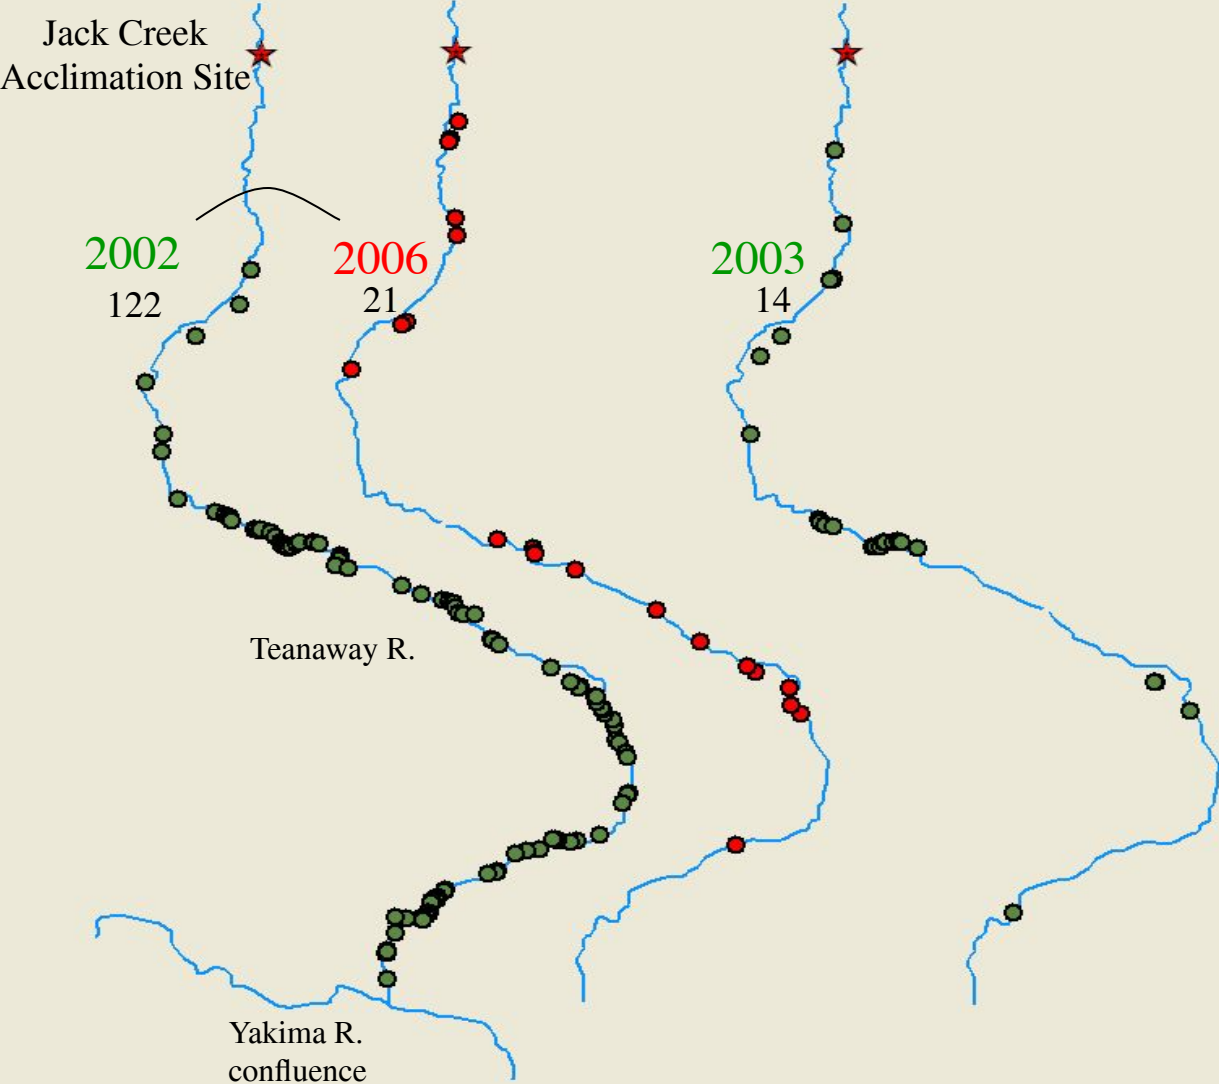 Jack Creek
Acclimation Site
2002
122
2006
21
2003
14
Teanaway R.
Yakima R.
confluence